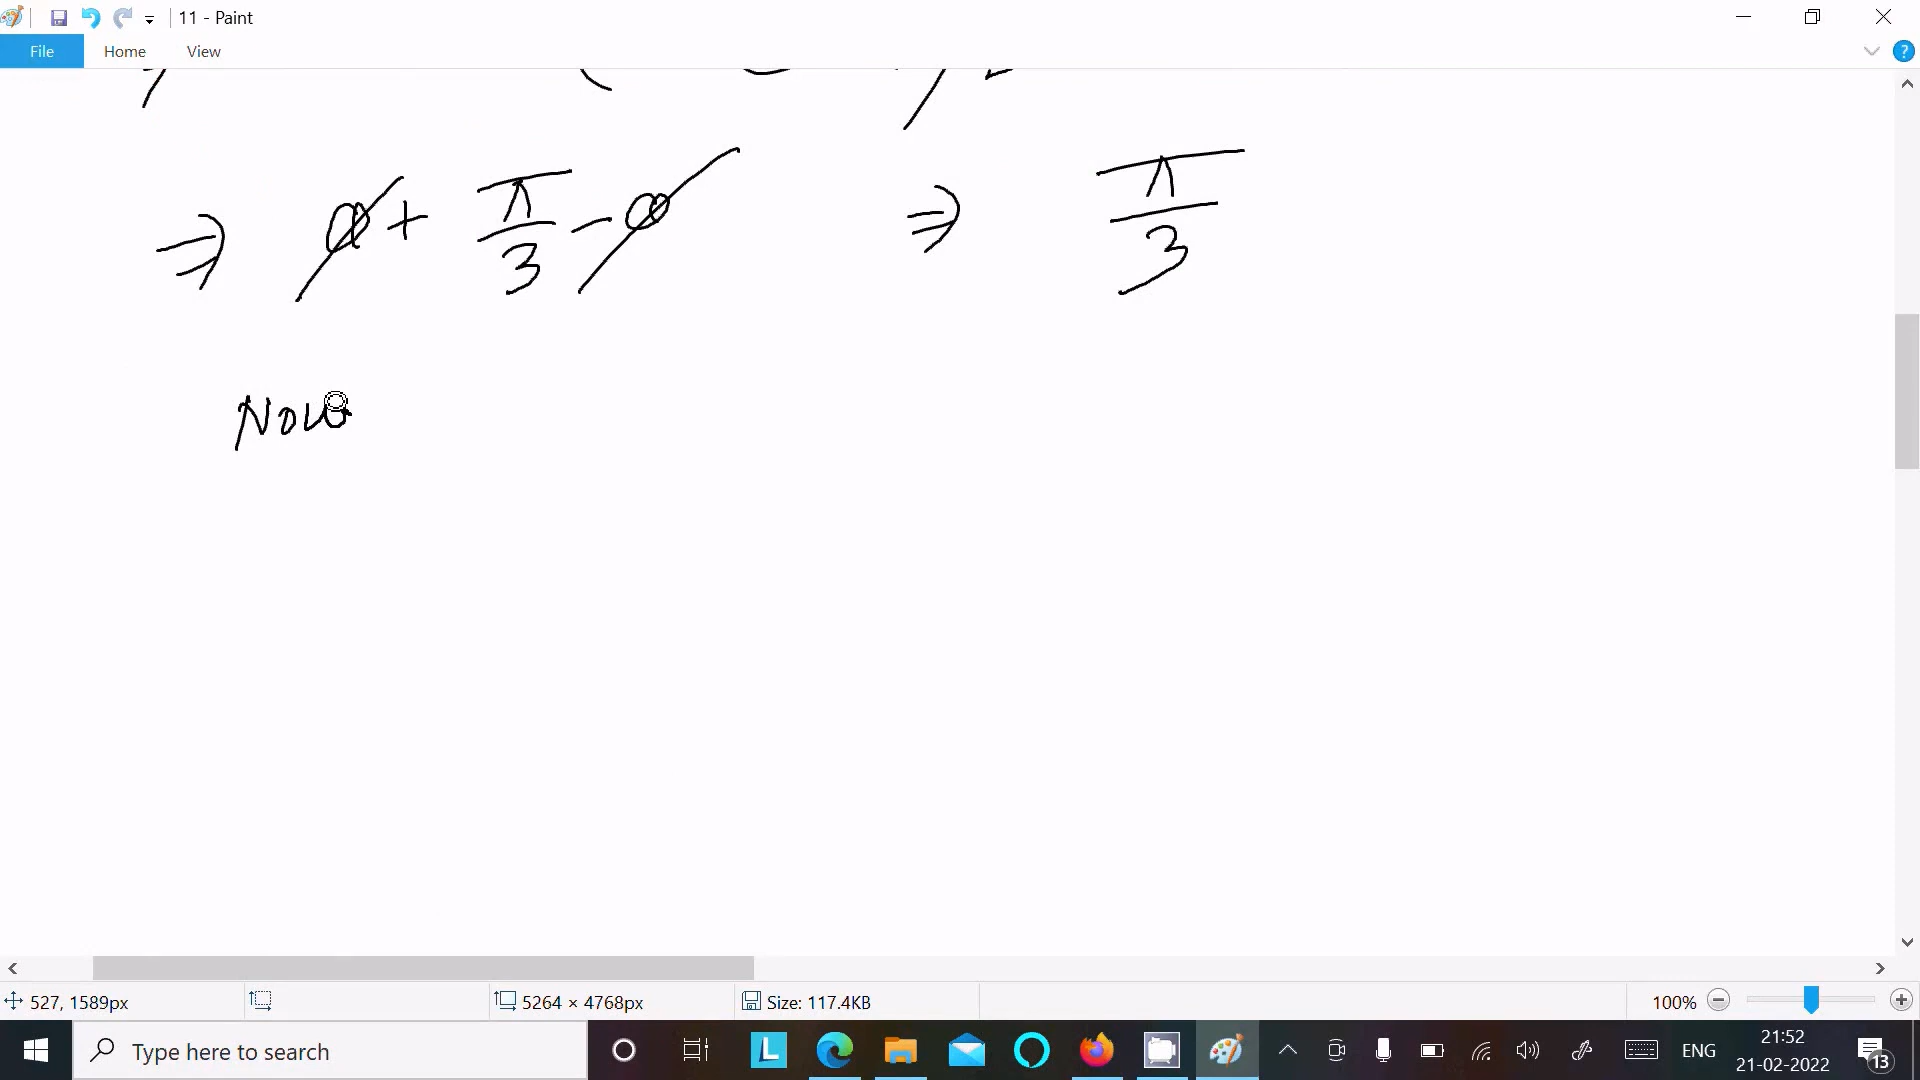 11 - Paint
File Home View
⇒ a + π/3 - a ⇒ π/3
Now
527, 1589px 5264 × 4768px Size: 117.4KB 100%
Type here to search L ENG 21:52
21-02-2022 13